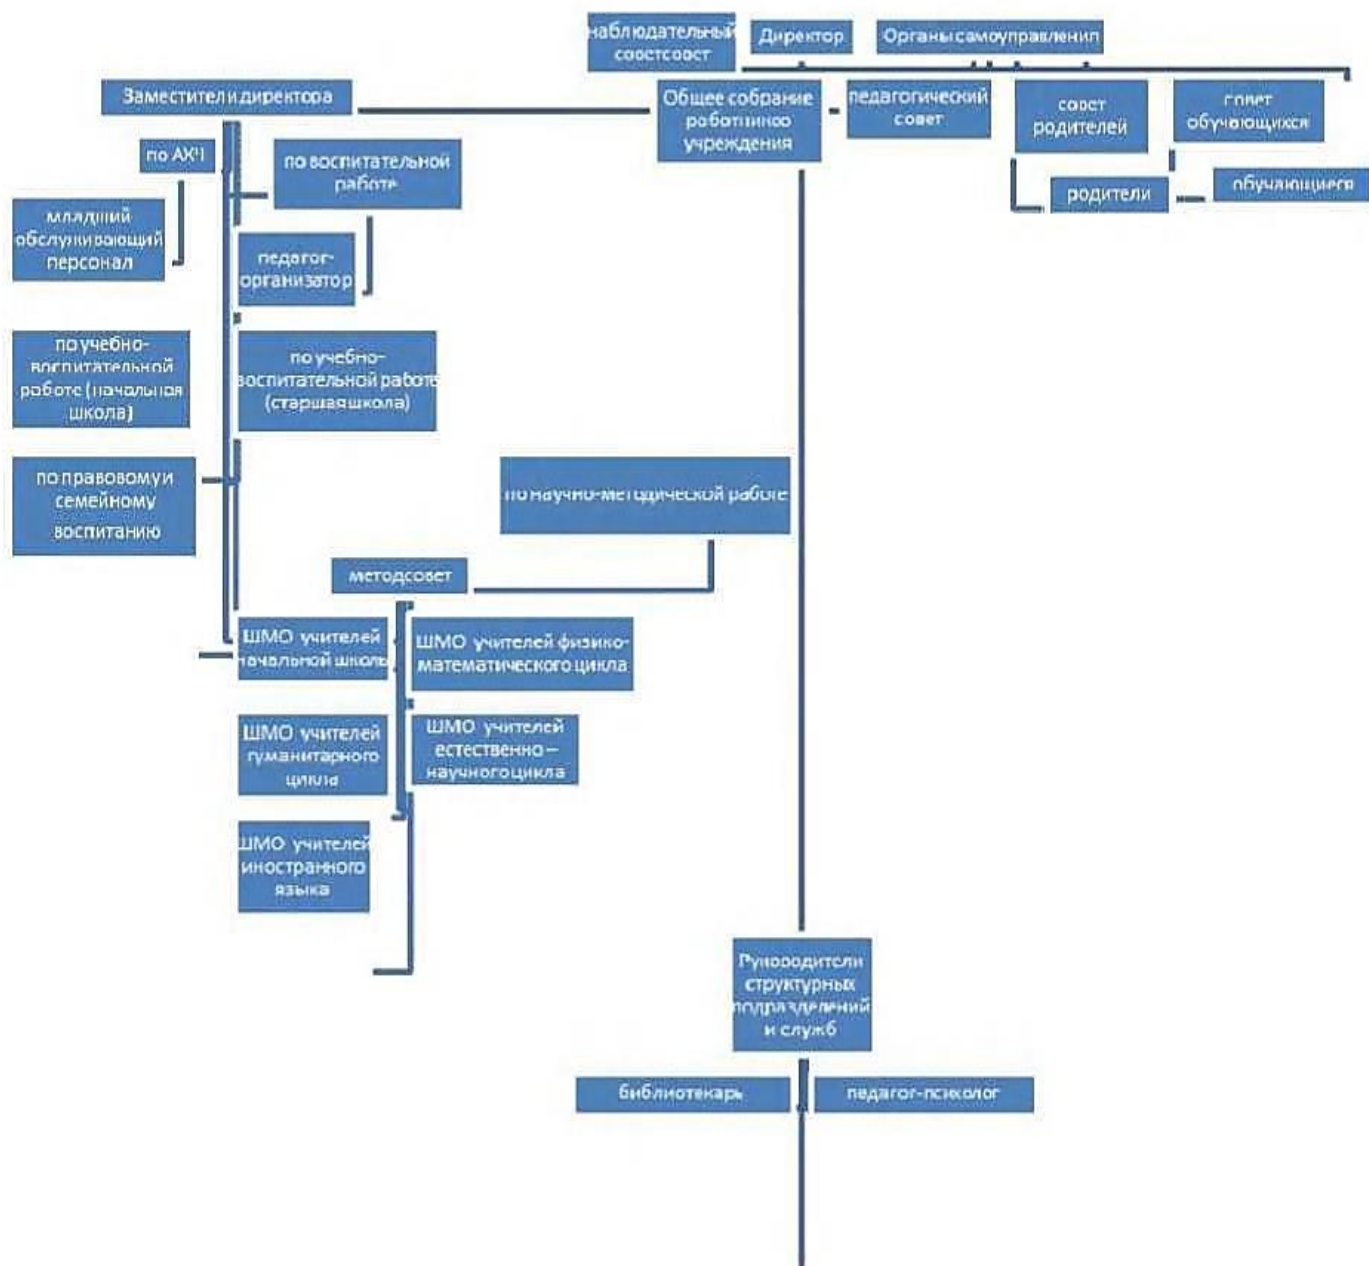 наблюдательный
советсовет
Директор
Органы самоуправления
Заместители директора
Общее собрание
работников
учреждения
педагогический
совет
совет
родителей
совет
обучающихся
по АХЧ
по воспитательной
работе
родители
обучающиеся
младший
обслуживающий
персонал
педагог-
организатор
по учебно-
воспитательной
работе (начальная
школа)
по учебно-
воспитательной работе
(старшая школа)
по правовому и
семейному
воспитанию
по научно-методической работе
методсовет
ШМО учителей
начальной школы
ШМО учителей физико-
математического цикла
ШМО учителей
гуманитарного
цикла
ШМО учителей
естественно –
научного цикла
ШМО учителей
иностранного
языка
Руководители
структурных
подразделений
и служб
библиотекарь
педагог-психолог